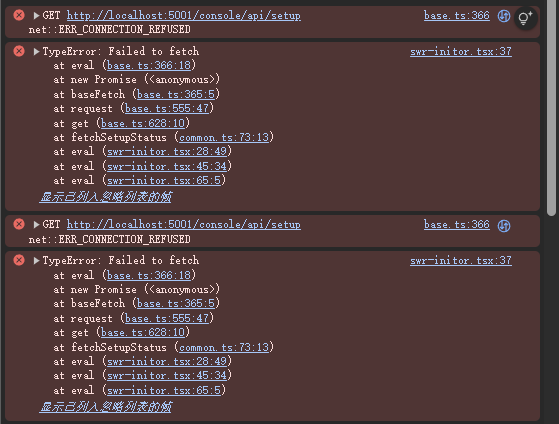 GET http://localhost:5001/console/api/setup base.ts:366
net::ERR_CONNECTION_REFUSED
TypeError: Failed to fetch swr-initor.tsx:37
at eval (base.ts:366:18)
at new Promise (<anonymous>)
at baseFetch (base.ts:365:5)
at request (base.ts:555:47)
at get (base.ts:628:10)
at fetchSetupStatus (common.ts:73:13)
at eval (swr-initor.tsx:28:49)
at eval (swr-initor.tsx:45:34)
at eval (swr-initor.tsx:65:5)
显示已列入忽略列表的帧
GET http://localhost:5001/console/api/setup base.ts:366
net::ERR_CONNECTION_REFUSED
TypeError: Failed to fetch swr-initor.tsx:37
at eval (base.ts:366:18)
at new Promise (<anonymous>)
at baseFetch (base.ts:365:5)
at request (base.ts:555:47)
at get (base.ts:628:10)
at fetchSetupStatus (common.ts:73:13)
at eval (swr-initor.tsx:28:49)
at eval (swr-initor.tsx:45:34)
at eval (swr-initor.tsx:65:5)
显示已列入忽略列表的帧